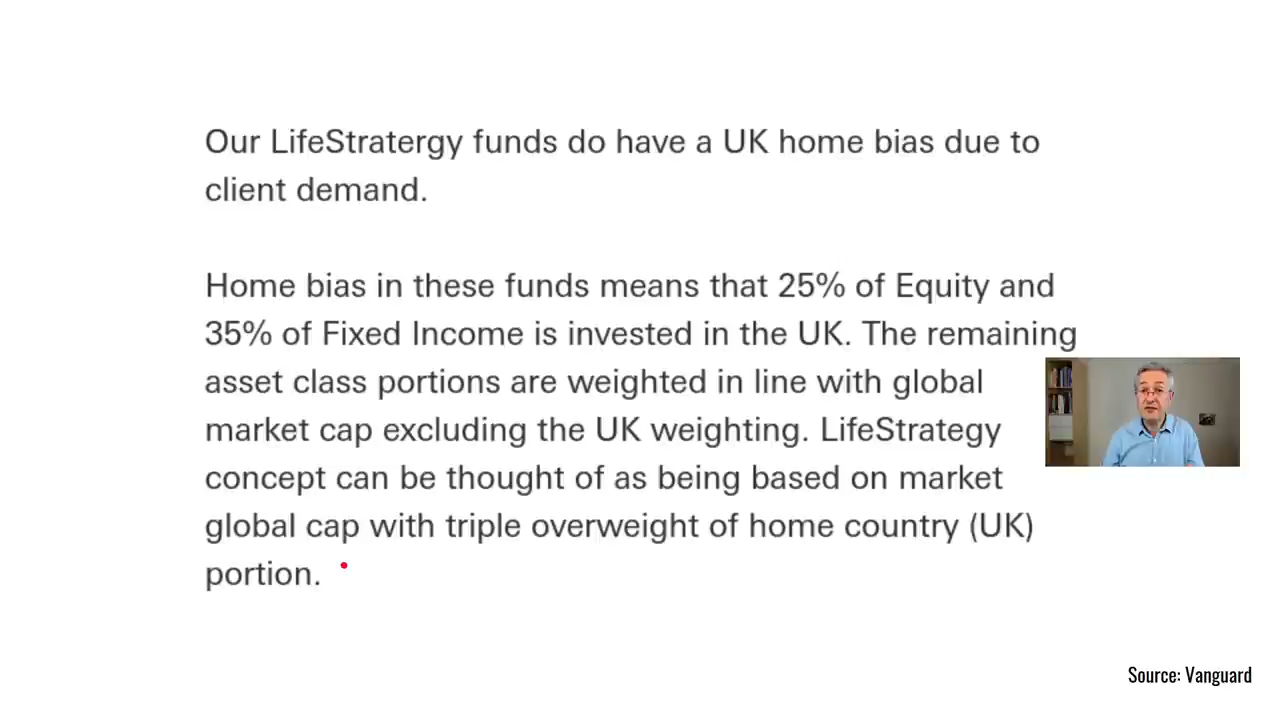 Our LifeStratergy funds do have a UK home bias due to
client demand.
Home bias in these funds means that 25% of Equity and
35% of Fixed Income is invested in the UK. The remaining
asset class portions are weighted in line with global
market cap excluding the UK weighting. LifeStrategy
concept can be thought of as being based on market
global cap with triple overweight of home country (UK)
portion.
Source: Vanguard